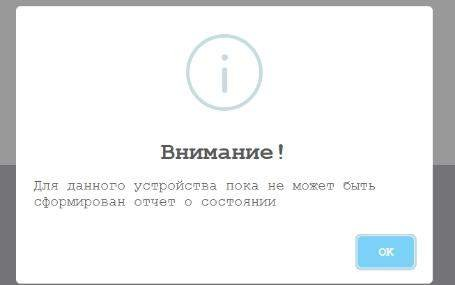 Внимание!
Для данного устройства пока не может быть
сформирован отчет о состоянии
OK